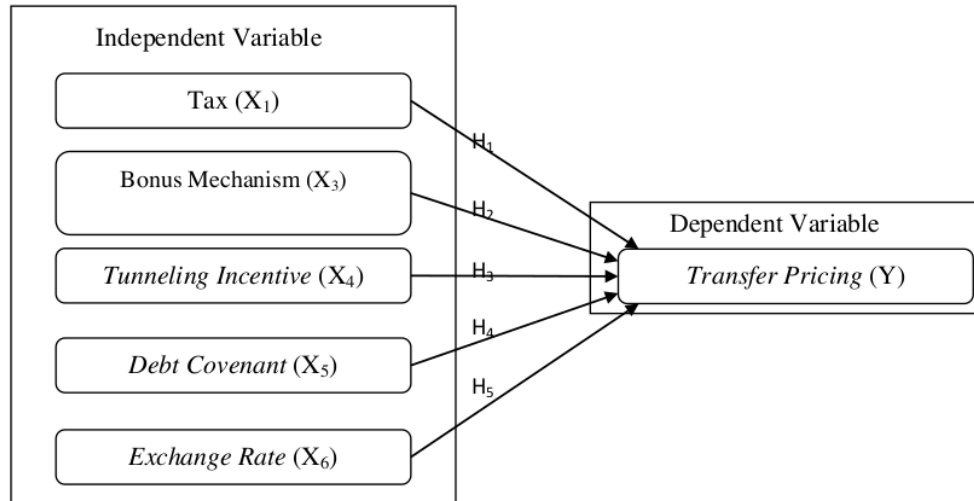 Independent Variable
Tax (X₁)
H₁
Bonus Mechanism (X₃)
H₂
Dependent Variable
Tunneling Incentive (X₄)
H₃
Transfer Pricing (Y)
H₄
Debt Covenant (X₅)
H₅
Exchange Rate (X₆)